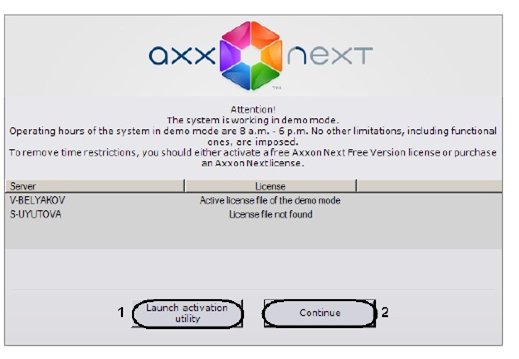 axxonnext
TM
Attention!
The system is working in demo mode.
Operating hours of the system in demo mode are 8 a.m. - 6 p.m. No other limitations, including functional
ones, are imposed.
To remove time restrictions, you should either activate a free Axxon Next Free Version license or purchase
an Axxon Next license.
Server License
V-BELYAKOV Active license file of the demo mode
S-UYUTOVA License file not found
1 Launch activation
utility
Continue 2